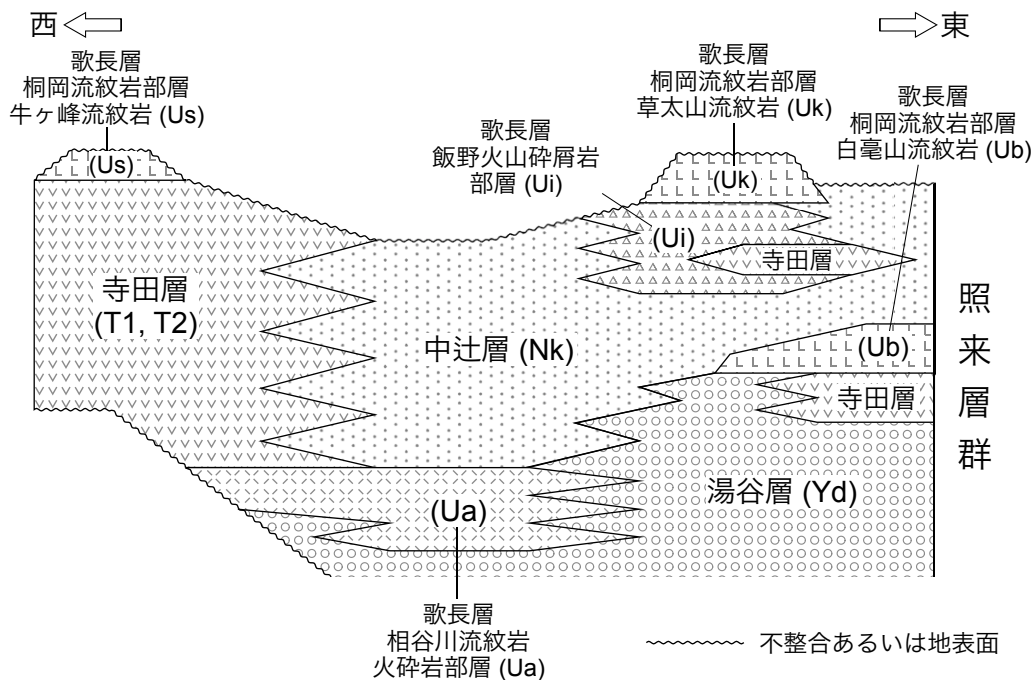 西
東
歌長層
桐岡流紋岩部層
牛ヶ峰流紋岩 (Us)
歌長層
桐岡流紋岩部層
草太山流紋岩 (Uk)
歌長層
桐岡流紋岩部層
白毫山流紋岩 (Ub)
歌長層
飯野火山砕屑岩
部層 (Ui)
(Us)
(Uk)
(Ui)
寺田層
寺田層
(T1, T2)
中辻層 (Nk)
(Ub)
寺田層
湯谷層 (Yd)
(Ua)
照来層群
歌長層
相谷川流紋岩
火砕岩部層 (Ua)
不整合あるいは地表面